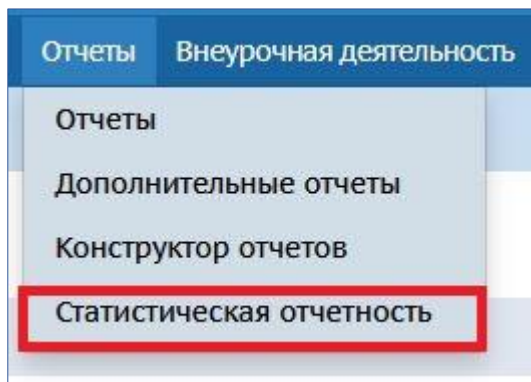 Отчеты Внеурочная деятельность
Отчеты
Дополнительные отчеты
Конструктор отчетов
Статистическая отчетность